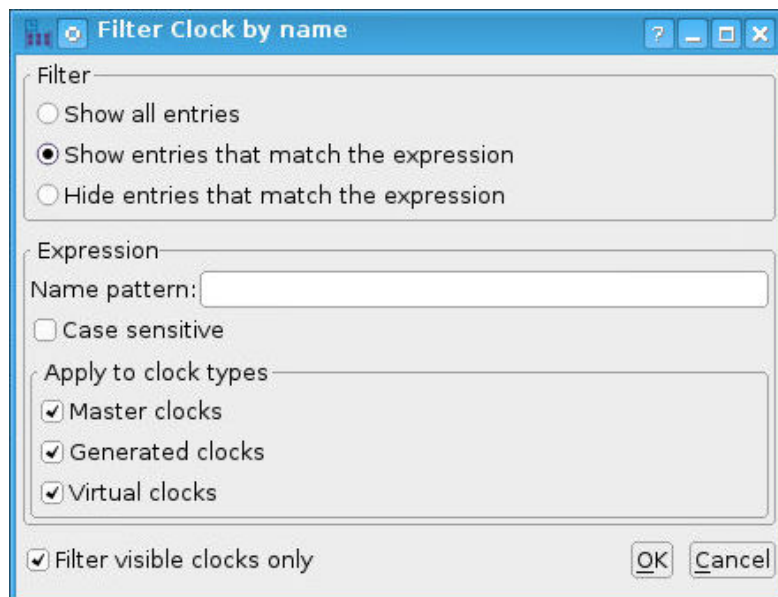 Filter Clock by name
Filter
Show all entries
Show entries that match the expression
Hide entries that match the expression
Expression
Name pattern:
Case sensitive
Apply to clock types
Master clocks
Generated clocks
Virtual clocks
Filter visible clocks only OK Cancel